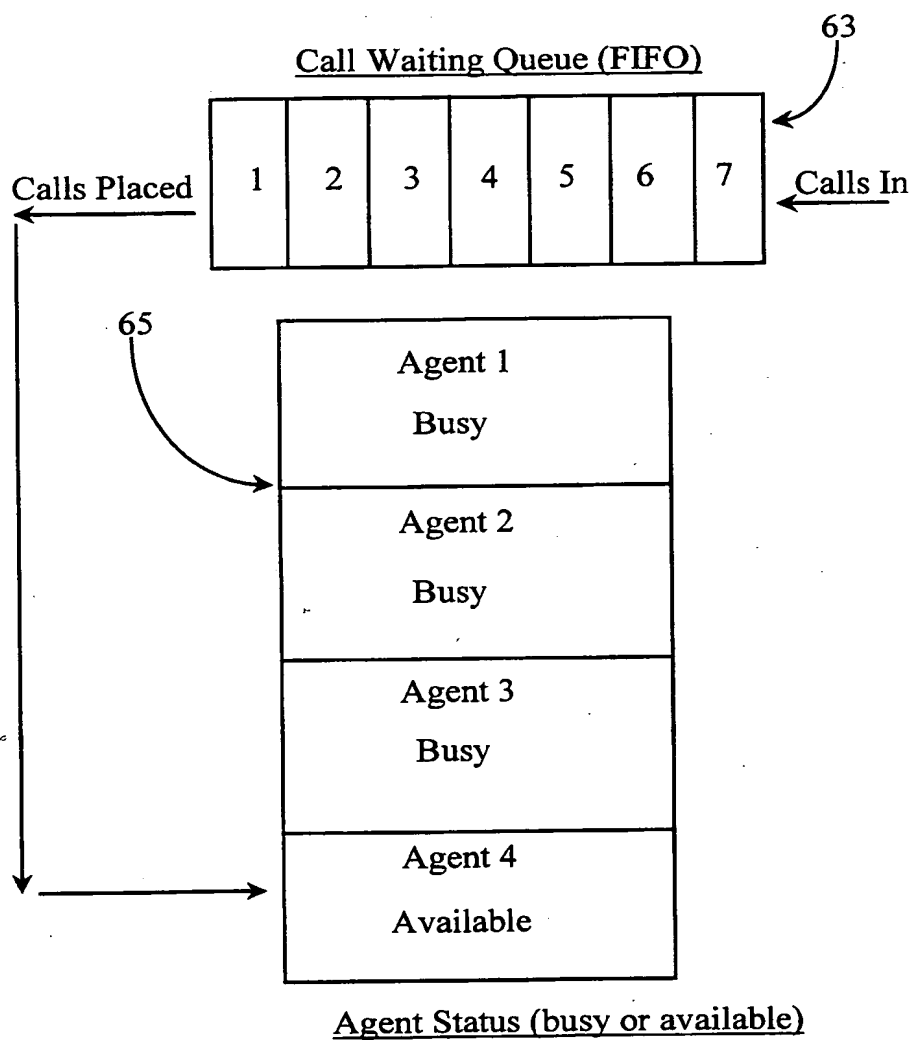 63
Call Waiting Queue (FIFO)
Calls Placed
1 2 3 4 5 6 7
Calls In
65
Agent 1
Busy
Agent 2
Busy
Agent 3
Busy
Agent 4
Available
Agent Status (busy or available)